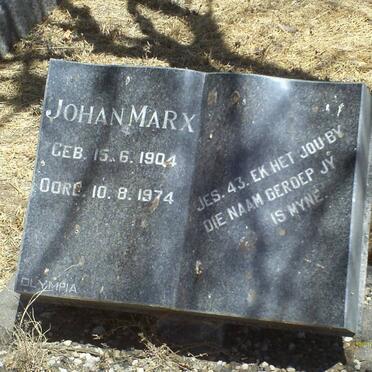 JOHAN MARX
GEB. 15.6.1904
OORL. 10.8.1974
OLYMPIA
JES. 43. EK HET JOU BY
DIE NAAM GEROEP JY
IS MYNE.